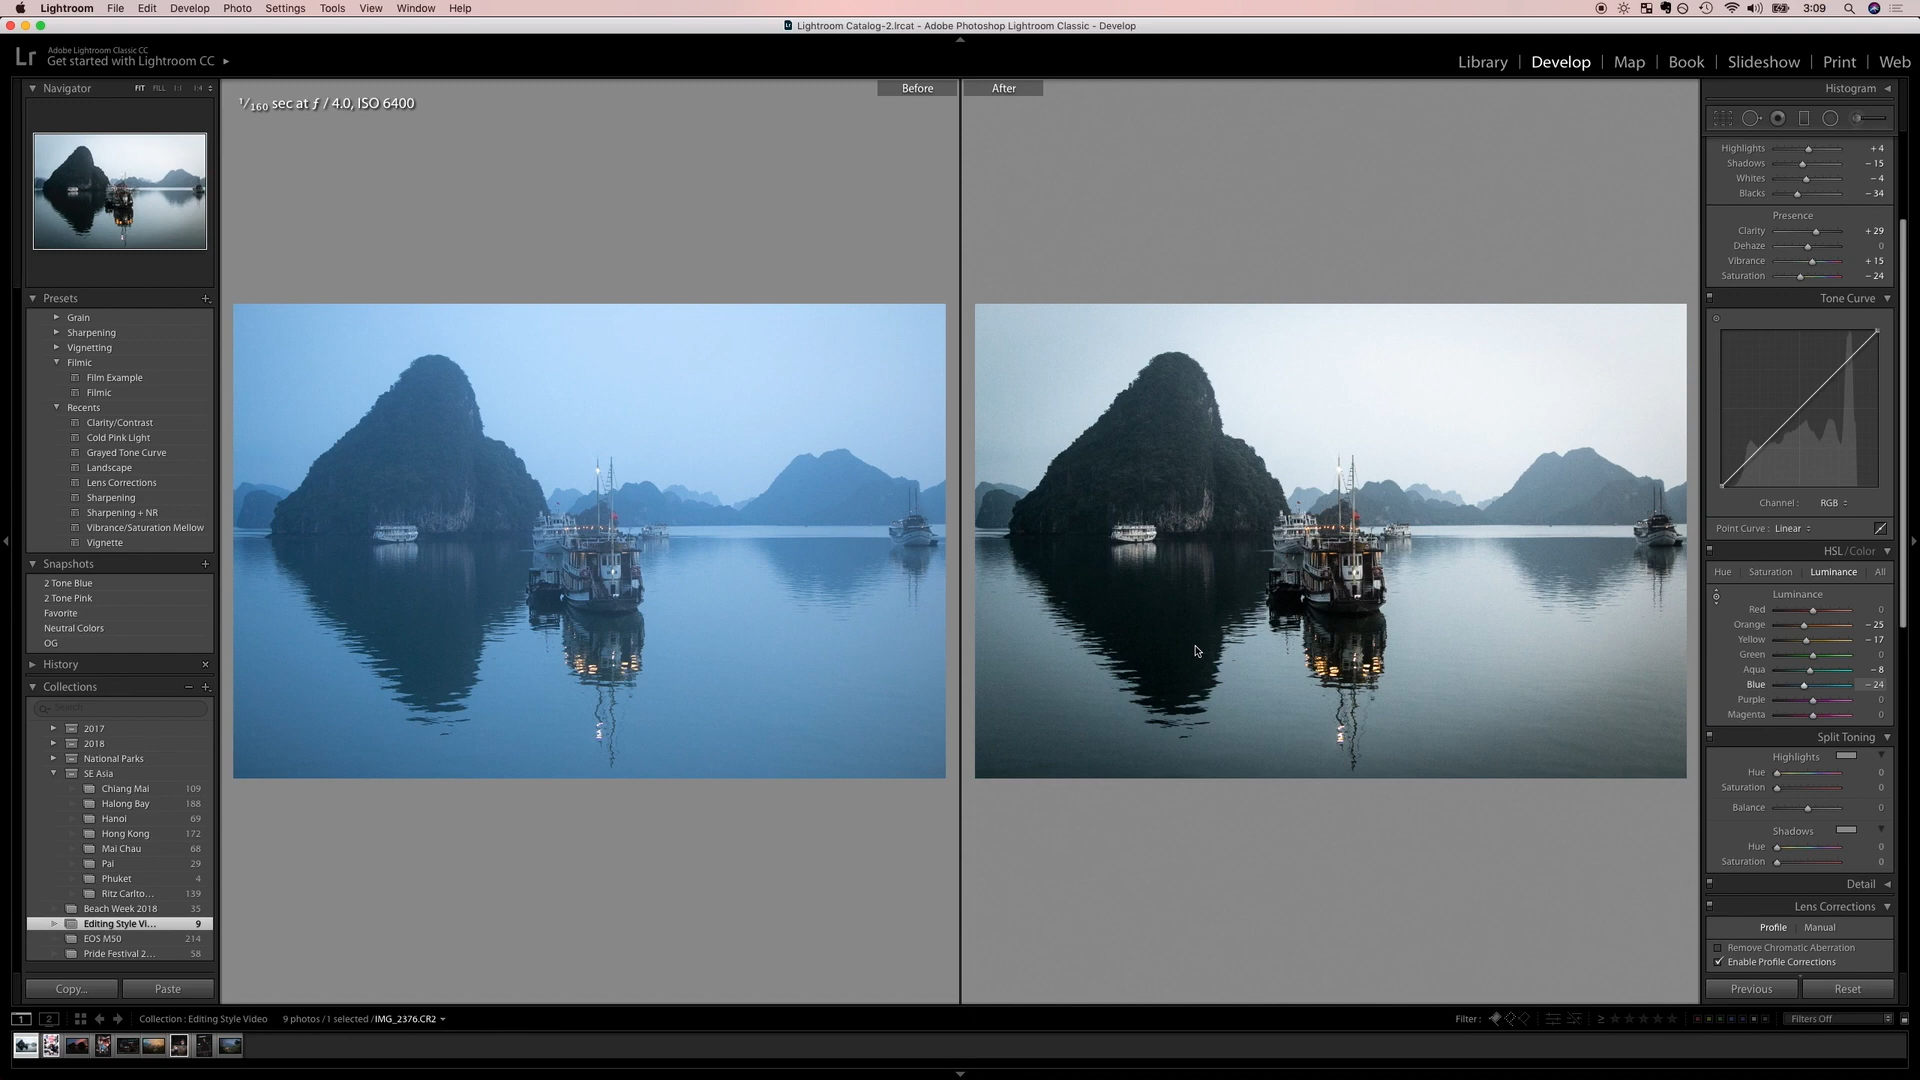 Lightroom File Edit Develop Photo Settings Tools View Window Help 3:09
Lightroom Catalog-2.lrcat - Adobe Photoshop Lightroom Classic - Develop
Lr Adobe Lightroom Classic CC
Get started with Lightroom CC
Library Develop Map Book Slideshow Print Web
Navigator FIT FILL 1:1 1:4
Presets
Grain
Sharpening
Vignetting
Filmic
Film Example
Filmic
Recents
Clarity/Contrast
Cold Pink Light
Grayed Tone Curve
Landscape
Lens Corrections
Sharpening
Sharpening + NR
Vibrance/Saturation Mellow
Vignette
Snapshots
2 Tone Blue
2 Tone Pink
Favorite
Neutral Colors
OG
History
Collections
Search
2017
2018
National Parks
SE Asia
Chiang Mai 109
Halong Bay 188
Hanoi 69
Hong Kong 172
Mai Chau 68
Pai 29
Phuket 4
Ritz Carlto... 139
Beach Week 2018 35
Editing Style Vi... 9
EOS M50 214
Pride Festival 2... 58
Copy... Paste
1/160 sec at ƒ / 4.0, ISO 6400
Before After
Histogram
Highlights + 4
Shadows − 15
Whites − 4
Blacks − 34
Presence
Clarity + 29
Dehaze 0
Vibrance + 15
Saturation − 24
Tone Curve
Channel : RGB
Point Curve : Linear
HSL / Color
Hue Saturation Luminance All
Luminance
Red 0
Orange − 25
Yellow − 17
Green 0
Aqua − 8
Blue − 24
Purple 0
Magenta 0
Split Toning
Highlights
Hue 0
Saturation 0
Balance 0
Shadows
Hue 0
Saturation 0
Detail
Lens Corrections
Profile Manual
Remove Chromatic Aberration
Enable Profile Corrections
Previous Reset
1 2 Collection : Editing Style Video 9 photos / 1 selected / IMG_2376.CR2 Filter : Filters Off